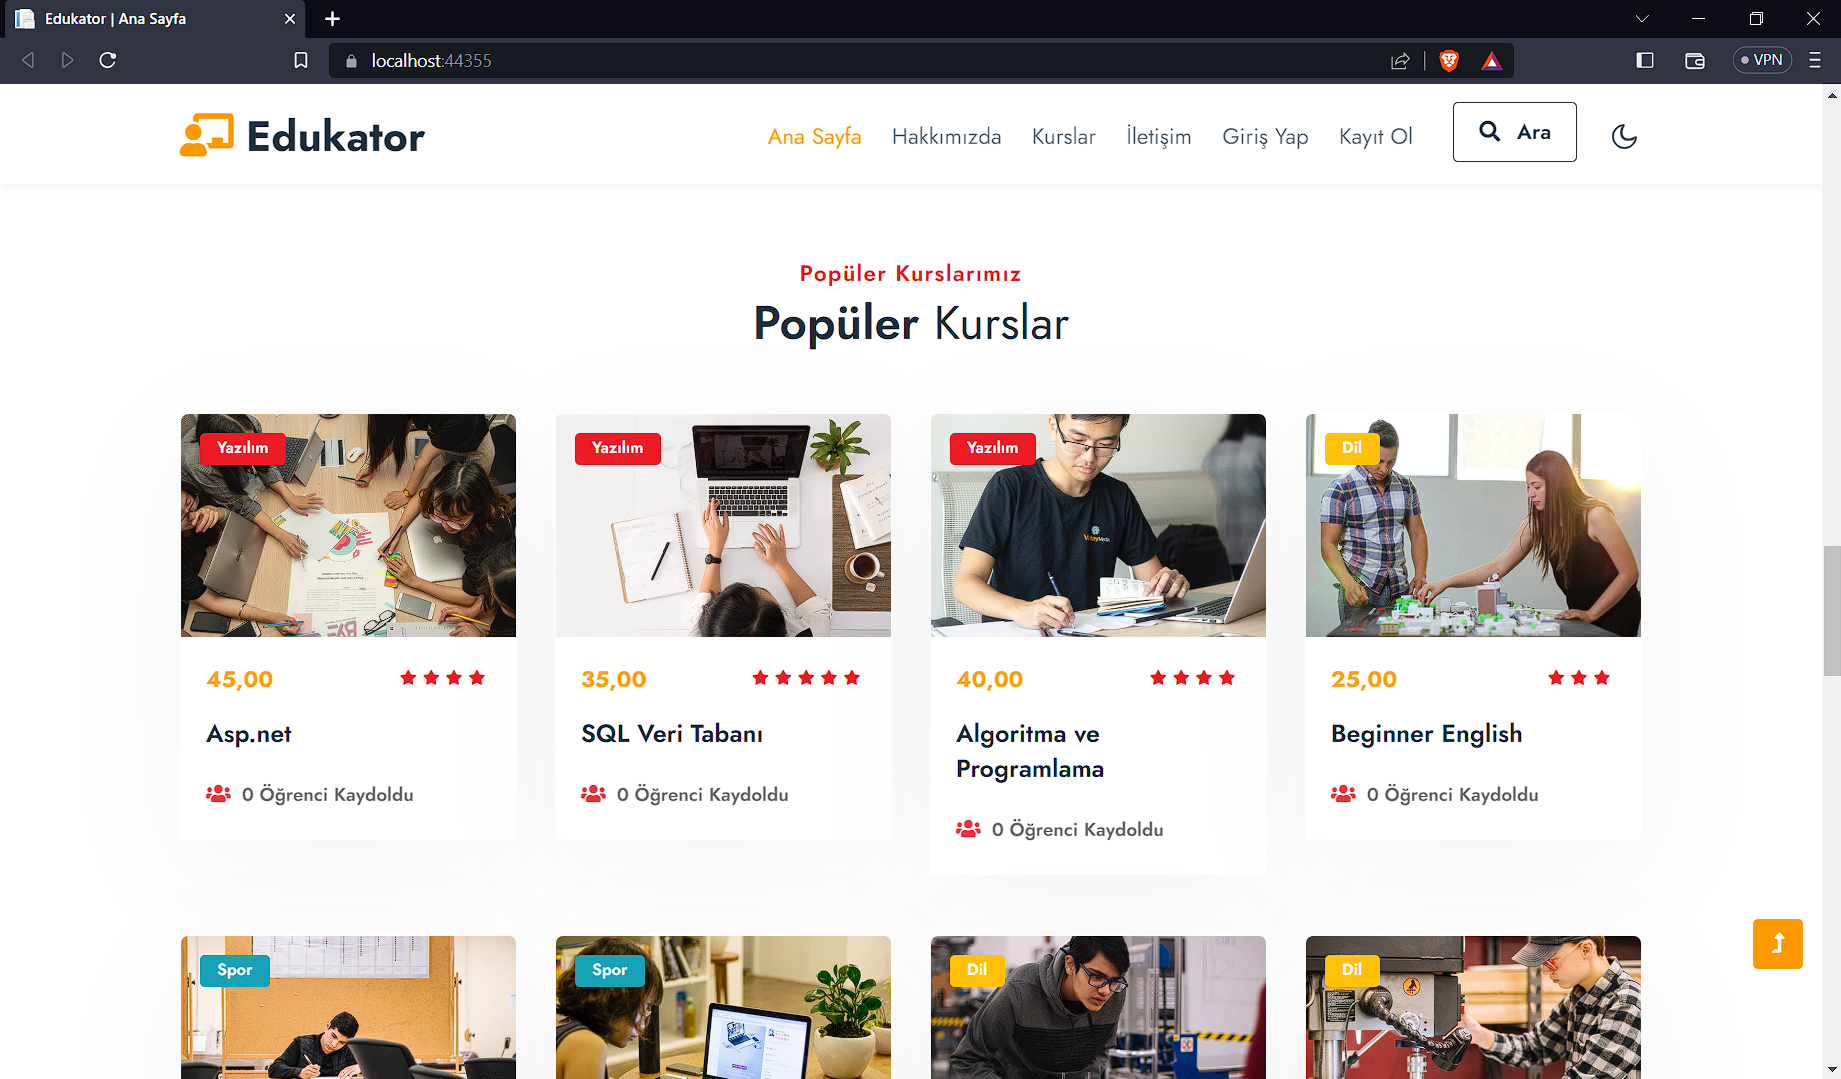 Edukator | Ana Sayfa
localhost:44355
VPN
Edukator
Ana Sayfa
Hakkımızda
Kurslar
İletişim
Giriş Yap
Kayıt Ol
Ara
Popüler Kurslarımız
Popüler Kurslar
Yazılım
Yazılım
Yazılım
Dil
45,00
35,00
40,00
25,00
Asp.net
SQL Veri Tabanı
Algoritma ve
Programlama
Beginner English
0 Öğrenci Kaydoldu
0 Öğrenci Kaydoldu
0 Öğrenci Kaydoldu
0 Öğrenci Kaydoldu
Spor
Spor
Dil
Dil